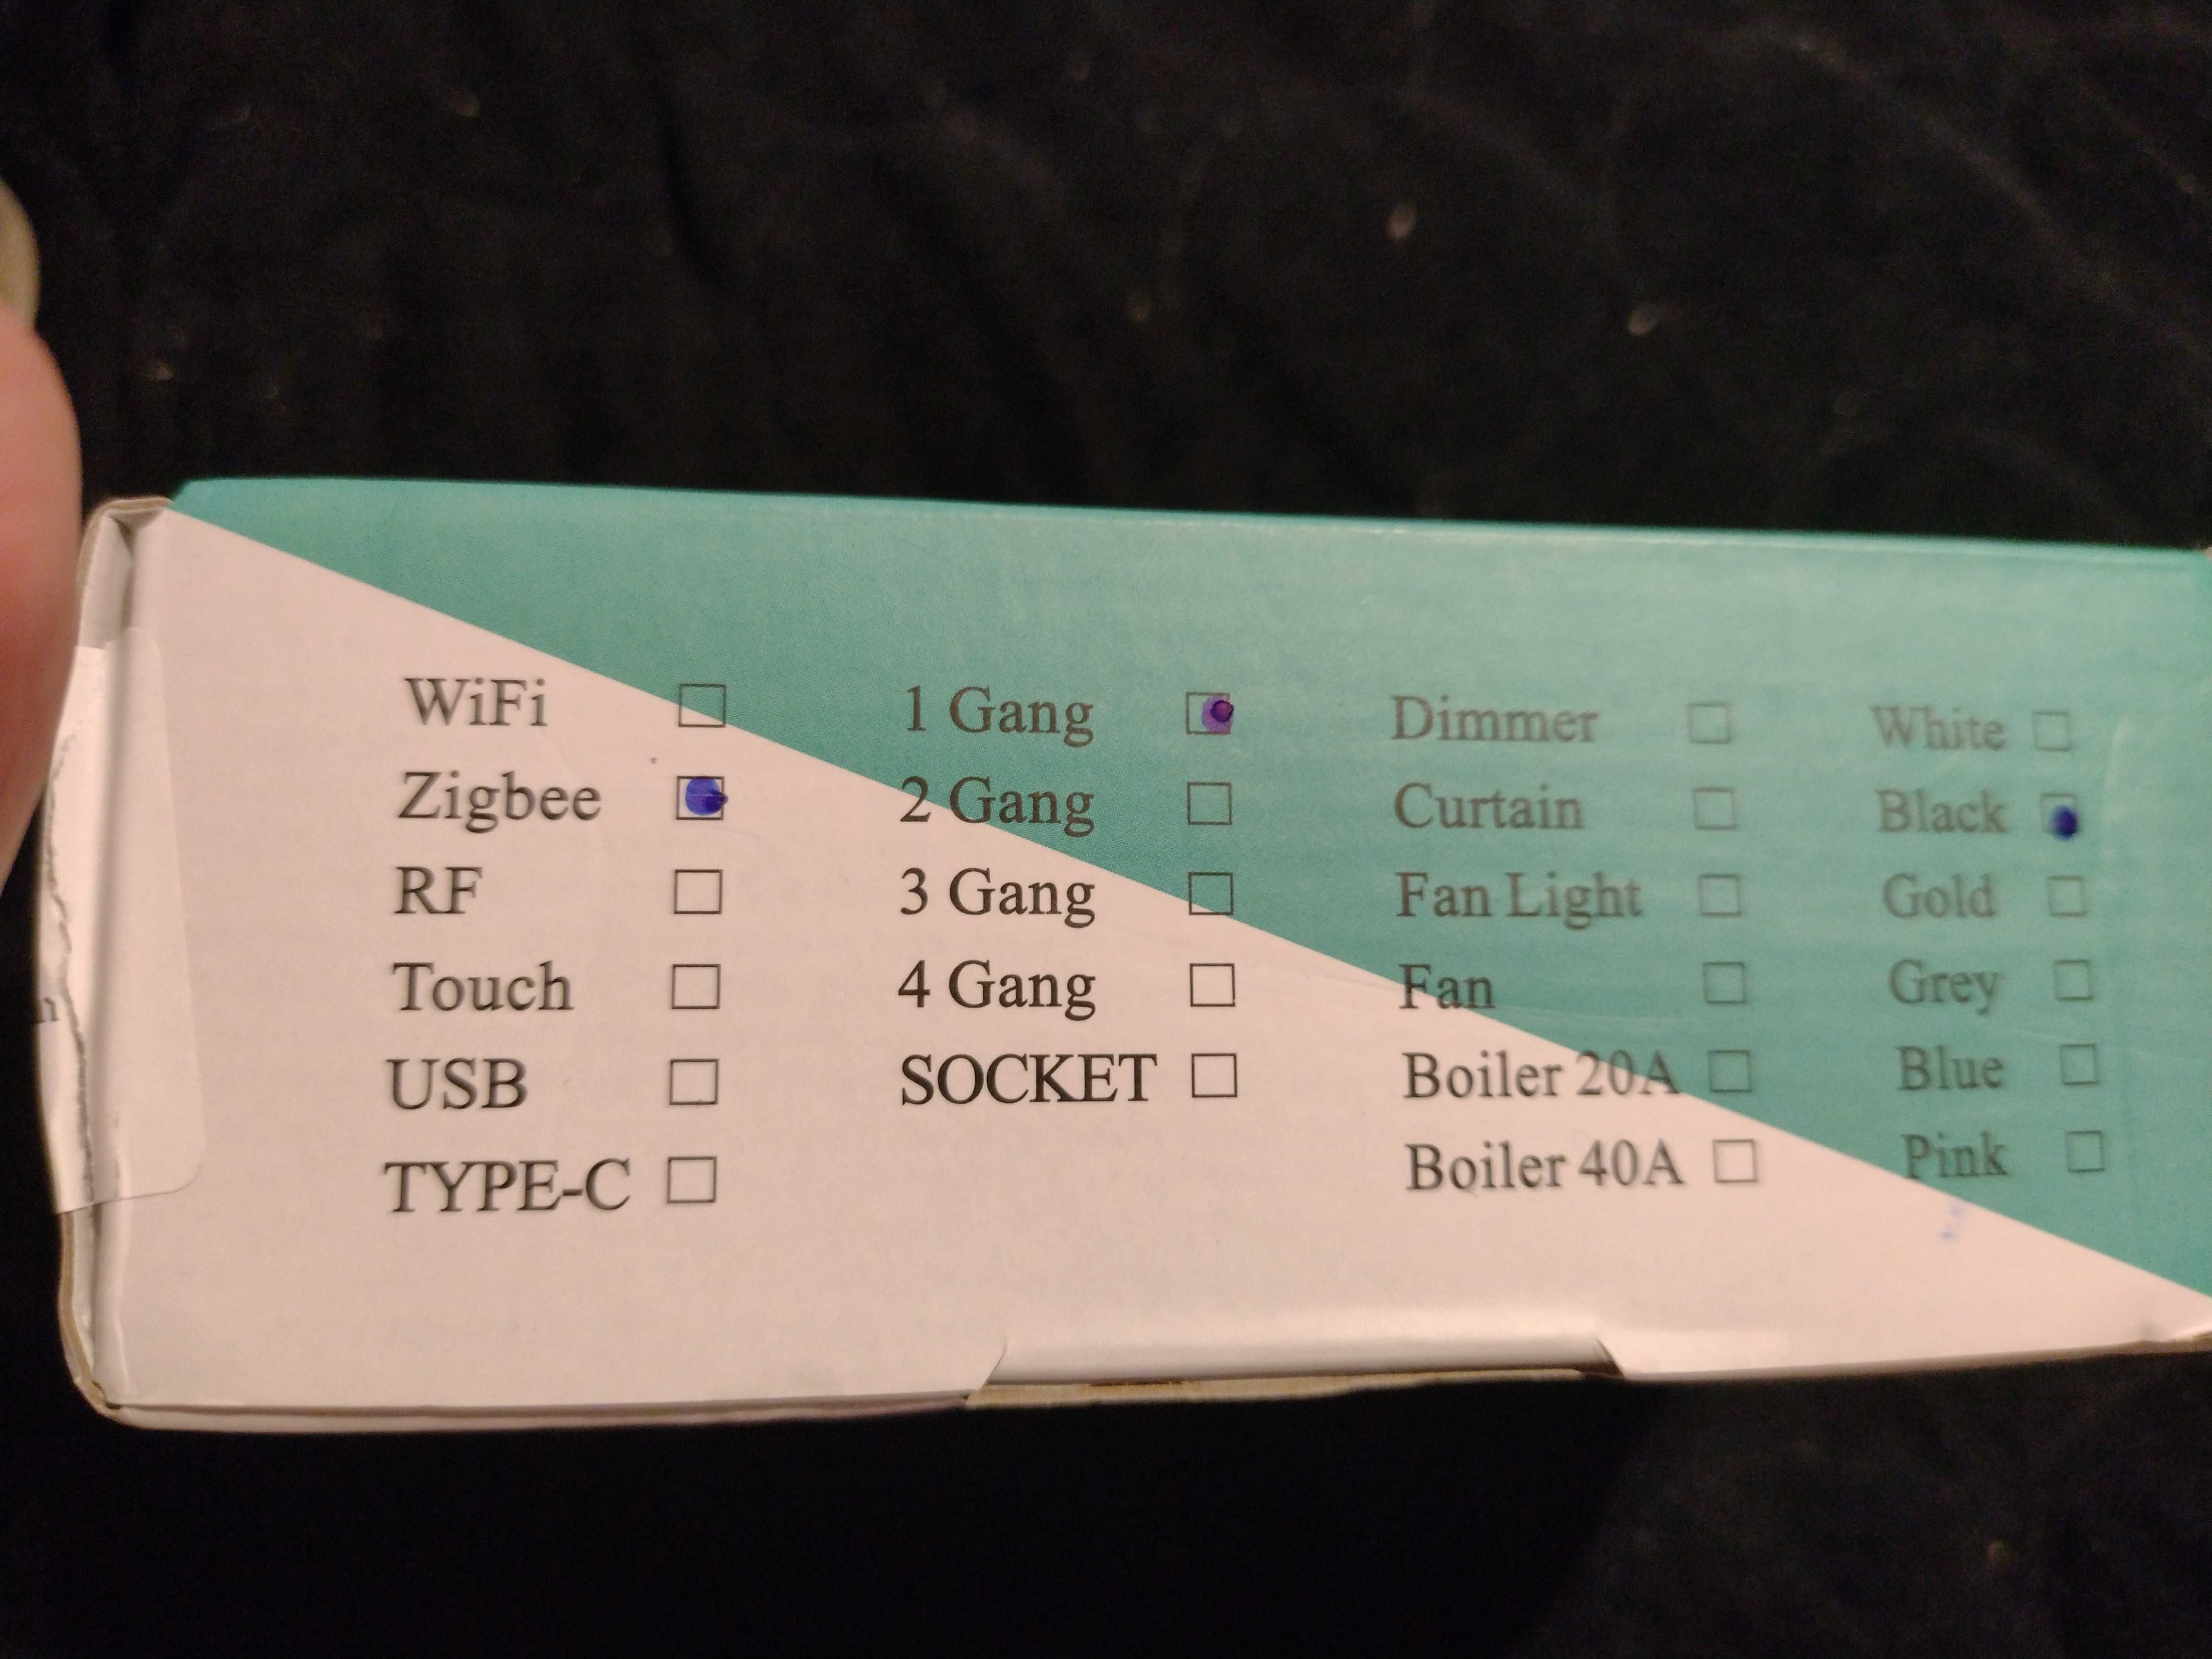 WiFi
Zigbee
RF
Touch
USB
TYPE-C
1 Gang
2 Gang
3 Gang
4 Gang
SOCKET
Dimmer
Curtain
Fan Light
Fan
Boiler 20A
Boiler 40A
White
Black
Gold
Grey
Blue
Pink